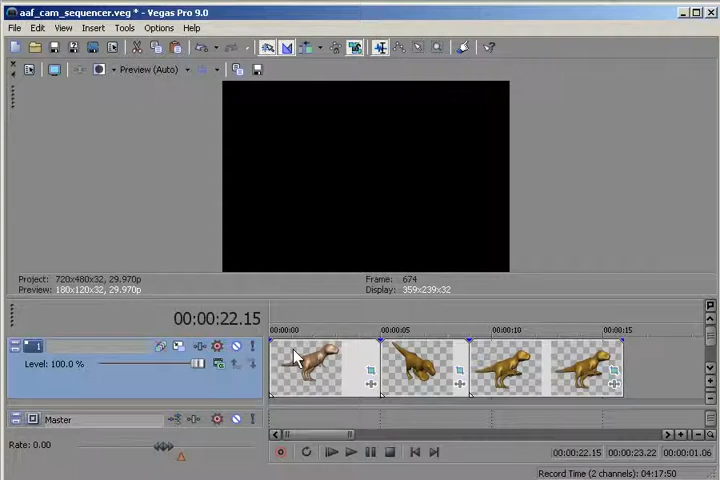 aaf_cam_sequencer.veg * - Vegas Pro 9.0
File Edit View Insert Tools Options Help
Preview (Auto)
Project: 720x480x32, 29.970p
Preview: 180x120x32, 29.970p
Frame: 674
Display: 359x239x32
00:00:22.15
00:00:00 00:00:05 00:00:10 00:00:15
1
Level: 100.0 %
Master
Rate: 0.00
00:00:22.15 00:00:23.22 00:00:01.06
Record Time (2 channels): 04:17:50